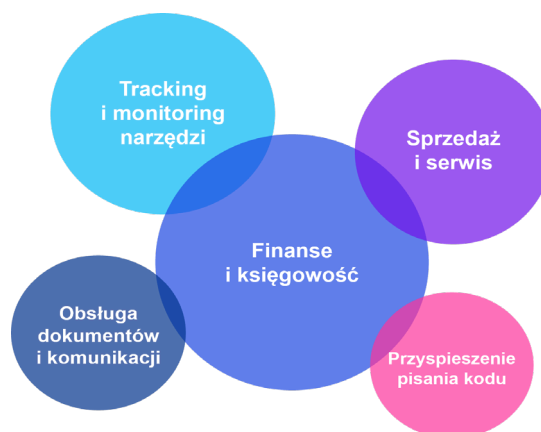 Tracking
i monitoring
narzędzi
Sprzedaż
i serwis
Finanse
i księgowość
Obsługa
dokumentów
i komunikacji
Przyspieszenie
pisania kodu